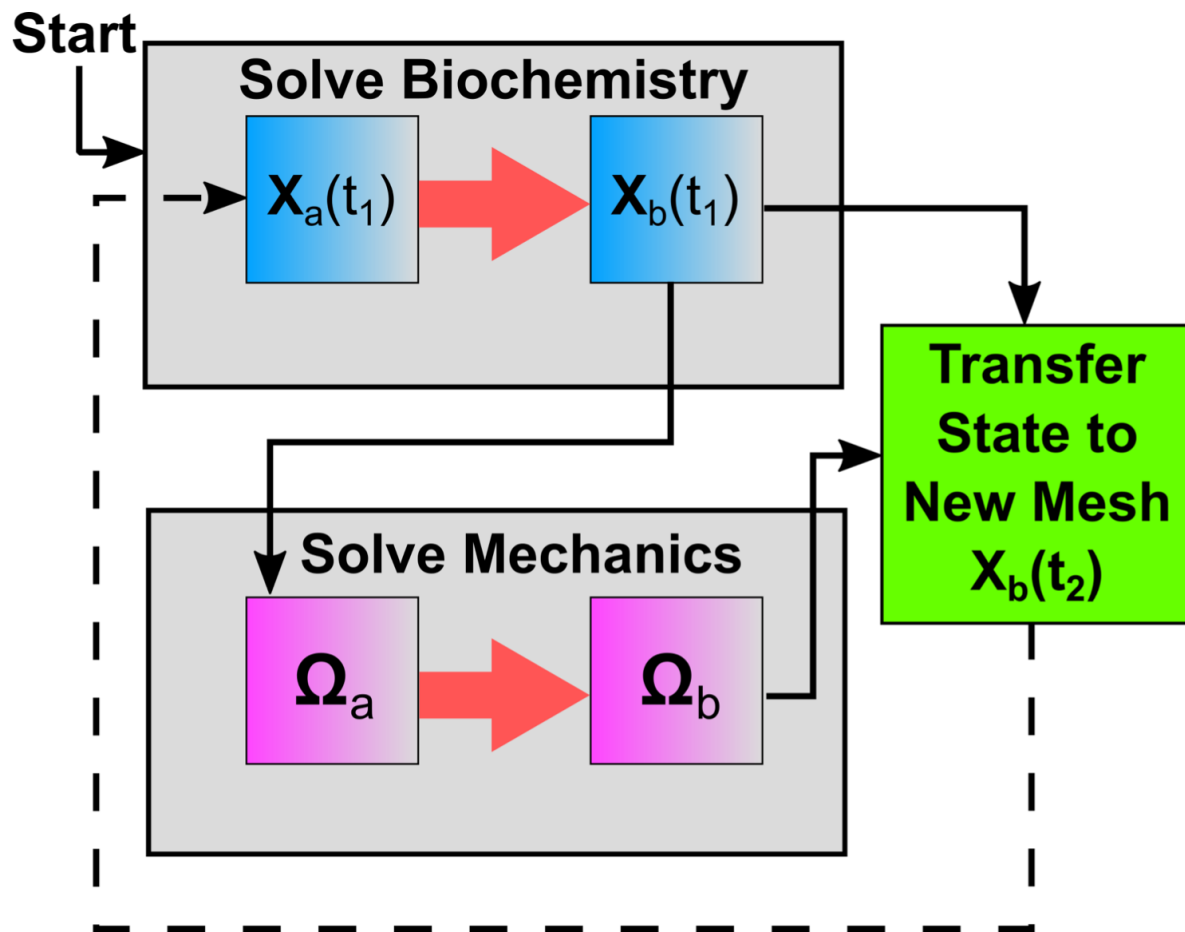 Start
Solve Biochemistry
Xa(t1)
Xb(t1)
Transfer
State to
New Mesh
Xb(t2)
Solve Mechanics
Ωa
Ωb